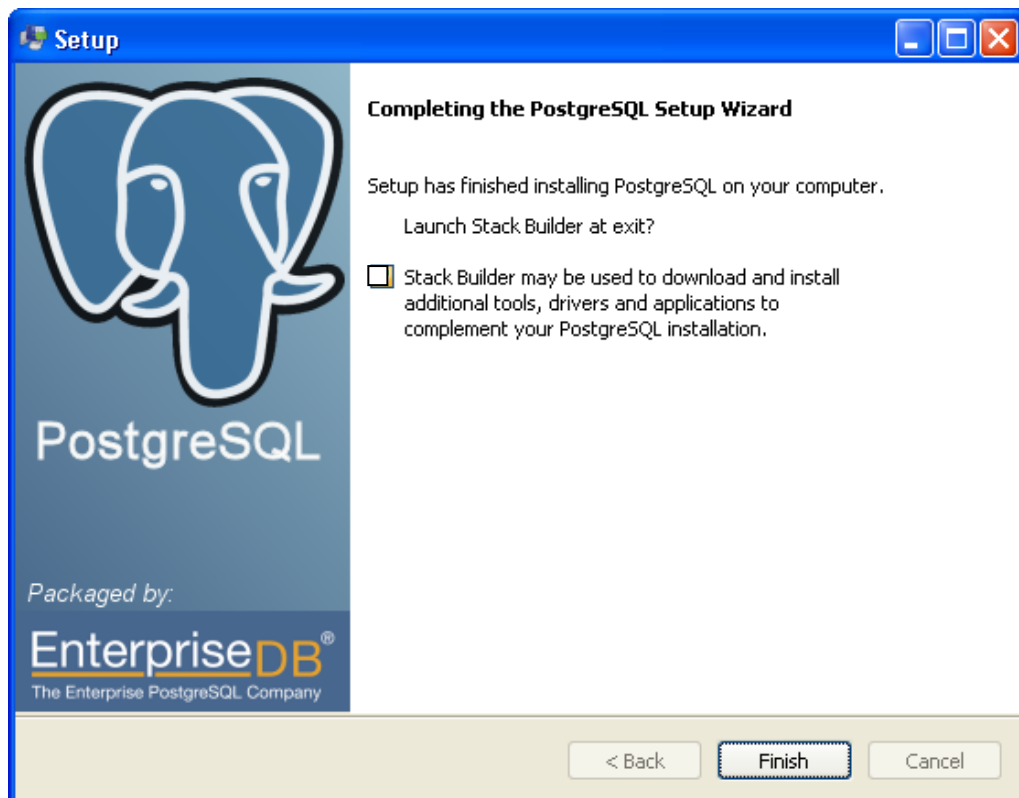 Setup
Completing the PostgreSQL Setup Wizard
Setup has finished installing PostgreSQL on your computer.
Launch Stack Builder at exit?
Stack Builder may be used to download and install
additional tools, drivers and applications to
complement your PostgreSQL installation.
PostgreSQL
Packaged by:
EnterpriseDB®
The Enterprise PostgreSQL Company
< Back
Finish
Cancel